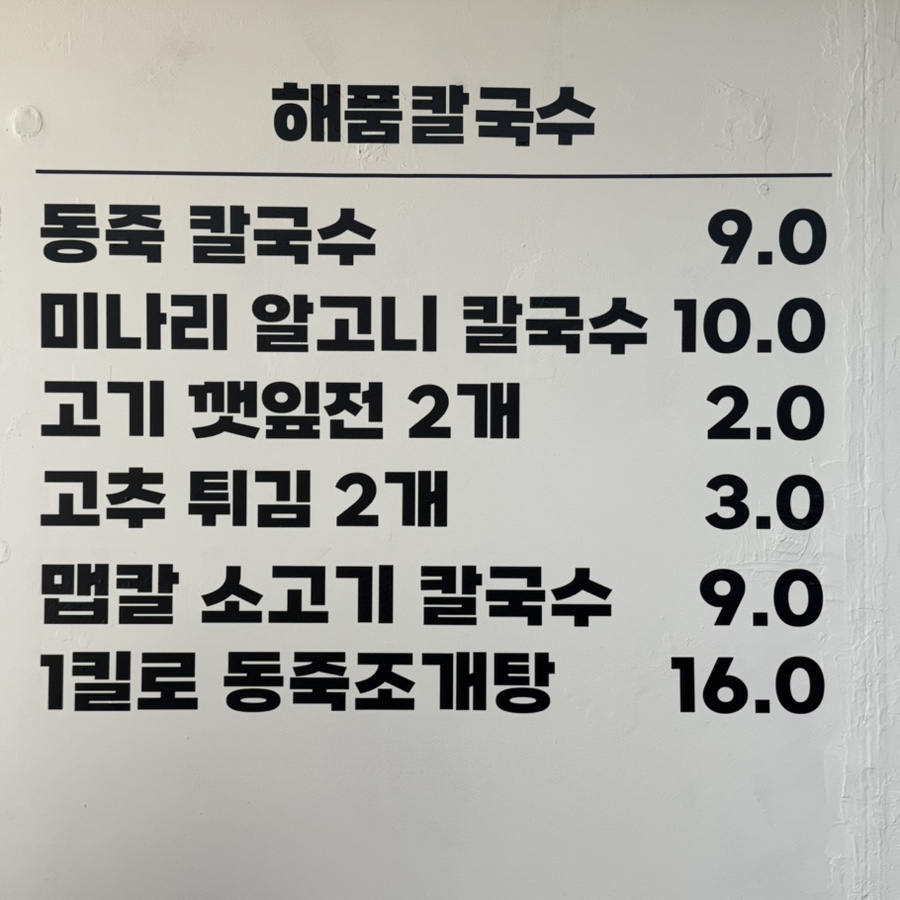 해품칼국수
동죽 칼국수 9.0
미나리 알고니 칼국수 10.0
고기 깻잎전 2개 2.0
고추 튀김 2개 3.0
맵칼 소고기 칼국수 9.0
1킬로 동죽조개탕 16.0